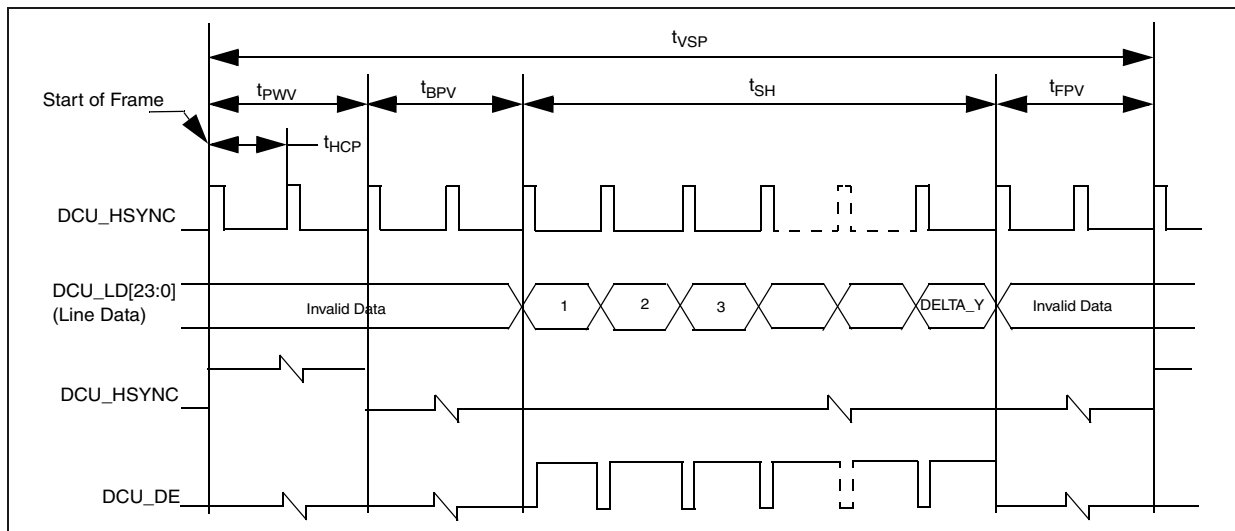 tVSP
tPWV tBPV tSH tFPV
Start of Frame
tHCP
DCU_HSYNC
DCU_LD[23:0]
(Line Data)
Invalid Data 1 2 3 DELTA_Y Invalid Data
DCU_HSYNC
DCU_DE